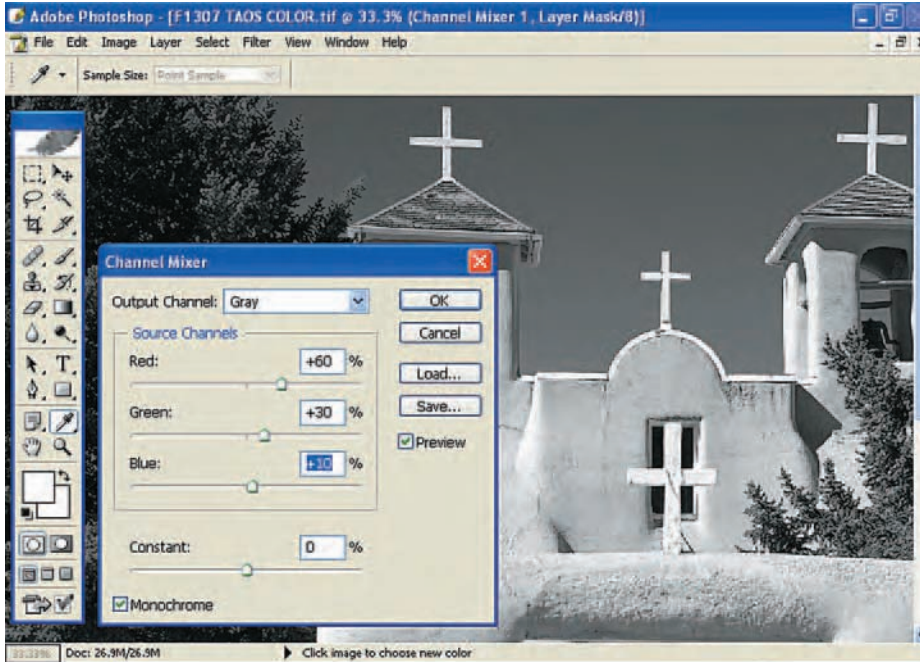 Adobe Photoshop - [F1307 TAOS COLOR.tif @ 33.3% (Channel Mixer 1, Layer Mask/8)]
File Edit Image Layer Select Filter View Window Help
Sample Size: Point Sample
Channel Mixer
Output Channel: Gray
OK
Source Channels
Cancel
Red: +60 %
Load...
Green: +30 %
Save...
Preview
Blue: +10 %
Constant: 0 %
Monochrome
33.33% Doc: 26.9M/26.9M Click image to choose new color